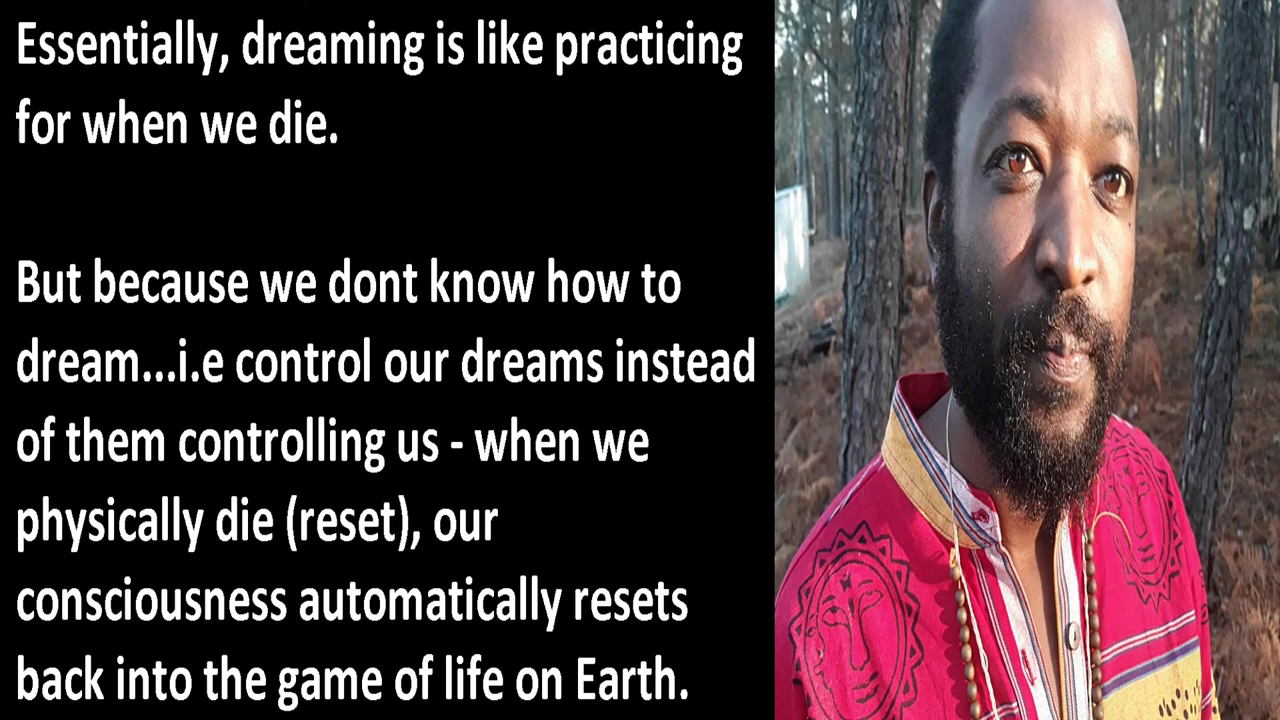 Essentially, dreaming is like practicing
for when we die.
But because we dont know how to
dream...i.e control our dreams instead
of them controlling us - when we
physically die (reset), our
consciousness automatically resets
back into the game of life on Earth.